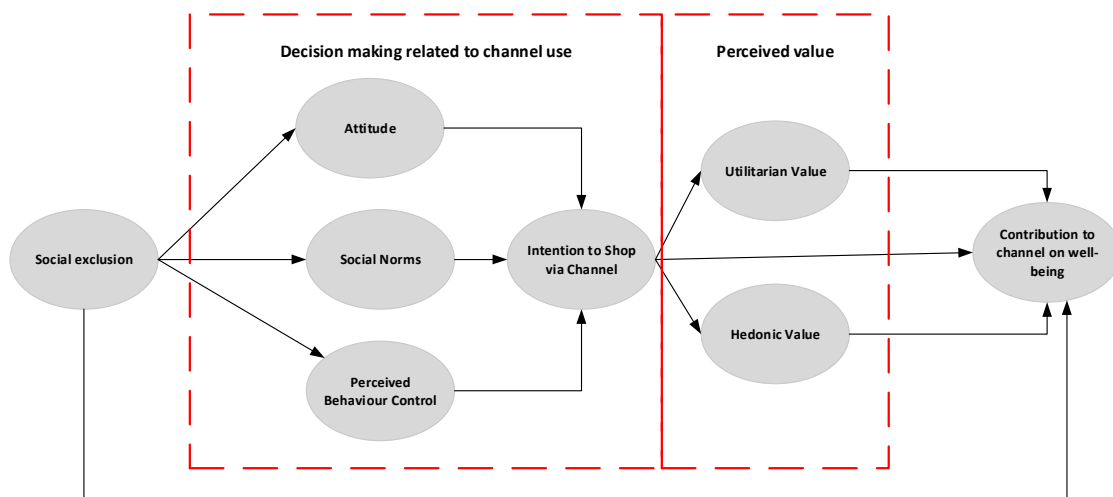 Decision making related to channel use
Perceived value
Attitude
Utilitarian Value
Social exclusion
Social Norms
Intention to Shop
via Channel
Contribution to
channel on well-
being
Hedonic Value
Perceived
Behaviour Control